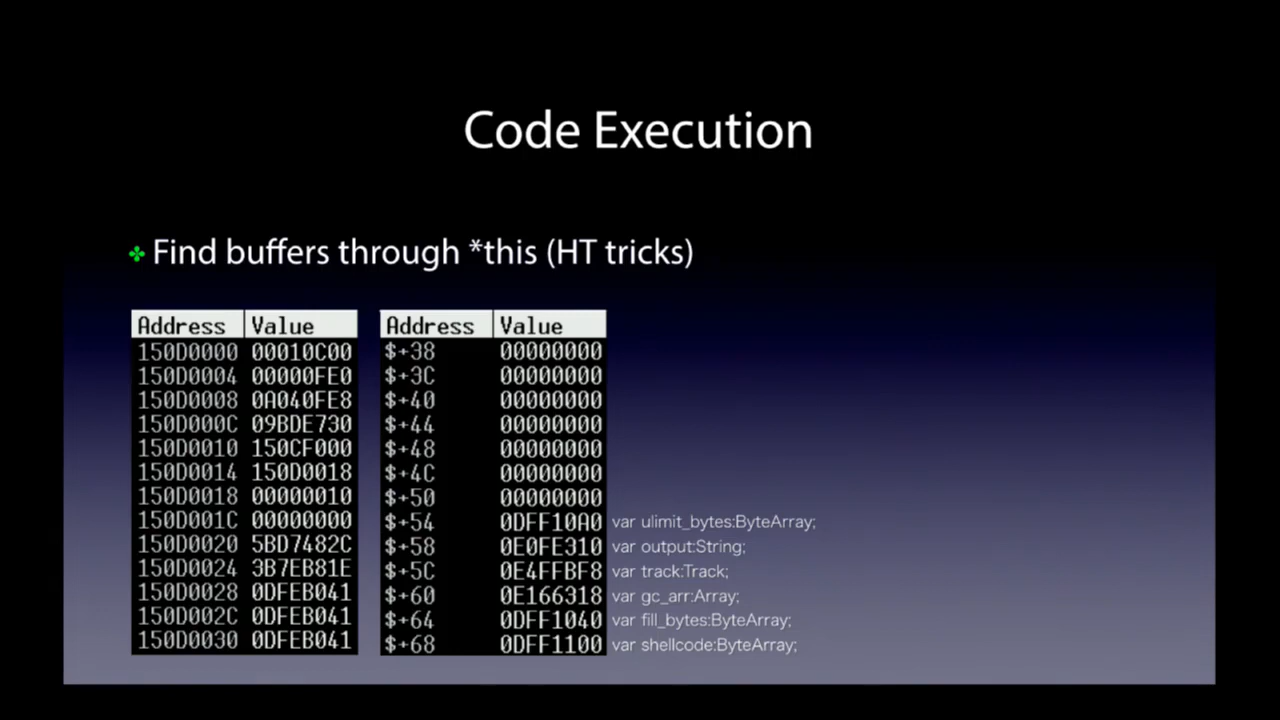 Code Execution
❖ Find buffers through *this (HT tricks)
Address Value
150D0000 00010C00
150D0004 00000FE0
150D0008 0A040FE8
150D000C 09BDE730
150D0010 150CF000
150D0014 150D0018
150D0018 00000010
150D001C 00000000
150D0020 5BD7482C
150D0024 3B7EB81E
150D0028 0DFEB041
150D002C 0DFEB041
150D0030 0DFEB041
Address Value
$+38 00000000
$+3C 00000000
$+40 00000000
$+44 00000000
$+48 00000000
$+4C 00000000
$+50 00000000
$+54 0DFF10A0 var ulimit_bytes:ByteArray;
$+58 0E0FE310 var output:String;
$+5C 0E4FFBF8 var track:Track;
$+60 0E166318 var gc_arr:Array;
$+64 0DFF1040 var fill_bytes:ByteArray;
$+68 0DFF1100 var shellcode:ByteArray;